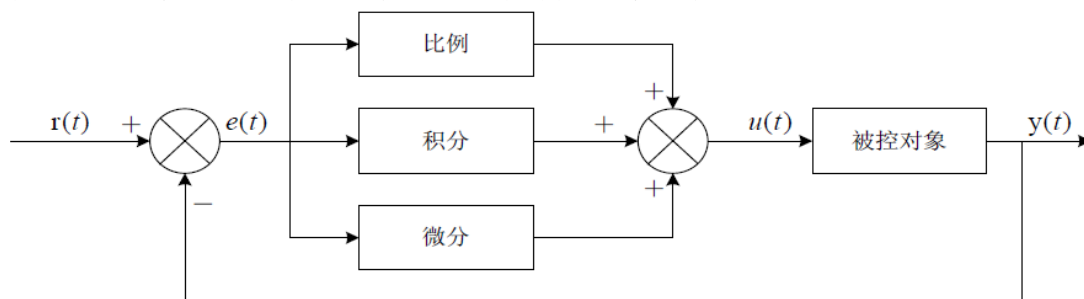 比例
r(t) + e(t) 积分 + + u(t) 被控对象 y(t)
− +
微分